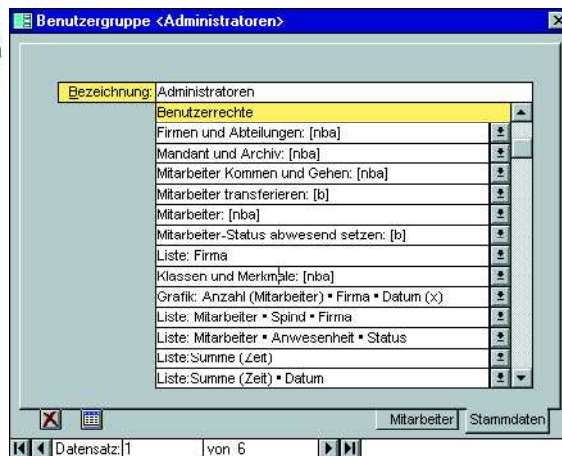 Benutzergruppe <Administratoren>
Bezeichnung: Administratoren
Benutzerrechte
Firmen und Abteilungen: [nba]
Mandant und Archiv: [nba]
Mitarbeiter Kommen und Gehen: [nba]
Mitarbeiter transferieren: [b]
Mitarbeiter: [nba]
Mitarbeiter-Status abwesend setzen: [b]
Liste: Firma
Klassen und Merkmale: [nba]
Grafik: Anzahl (Mitarbeiter) ▪ Firma ▪ Datum (x)
Liste: Mitarbeiter ▪ Spind ▪ Firma
Liste: Mitarbeiter ▪ Anwesenheit ▪ Status
Liste:Summe (Zeit)
Liste:Summe (Zeit) ▪ Datum
Mitarbeiter Stammdaten
Datensatz: 1 von 6